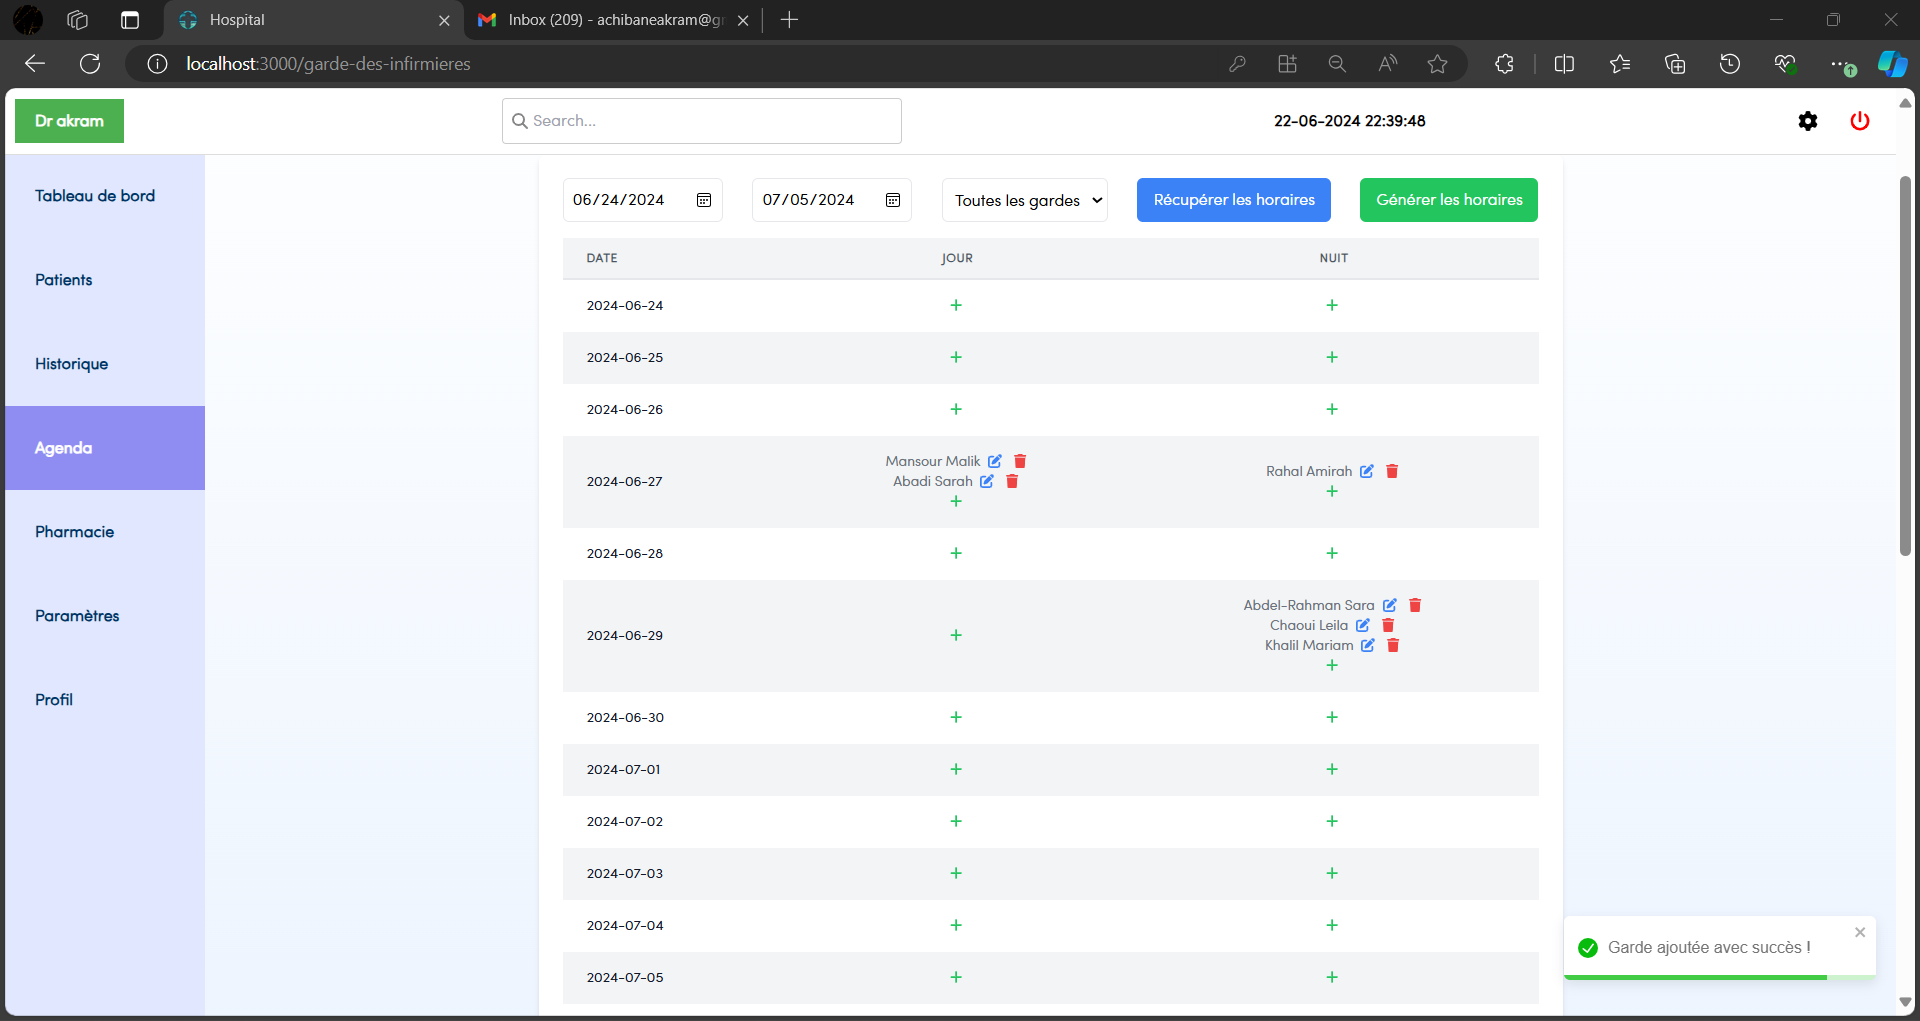 Hospital
Inbox (209) - achibaneakram@gr
localhost:3000/garde-des-infirmieres
Dr akram
Search...
22-06-2024 22:39:48
Tableau de bord
Patients
Historique
Agenda
Pharmacie
Paramètres
Profil
06/24/2024
07/05/2024
Toutes les gardes
Récupérer les horaires
Générer les horaires
DATE JOUR NUIT
2024-06-24 + +
2024-06-25 + +
2024-06-26 + +
2024-06-27
Mansour Malik
Abadi Sarah
+
Rahal Amirah
+
2024-06-28 + +
2024-06-29 +
Abdel-Rahman Sara
Chaoui Leila
Khalil Mariam
+
2024-06-30 + +
2024-07-01 + +
2024-07-02 + +
2024-07-03 + +
2024-07-04 + +
2024-07-05 + +
Garde ajoutée avec succès !